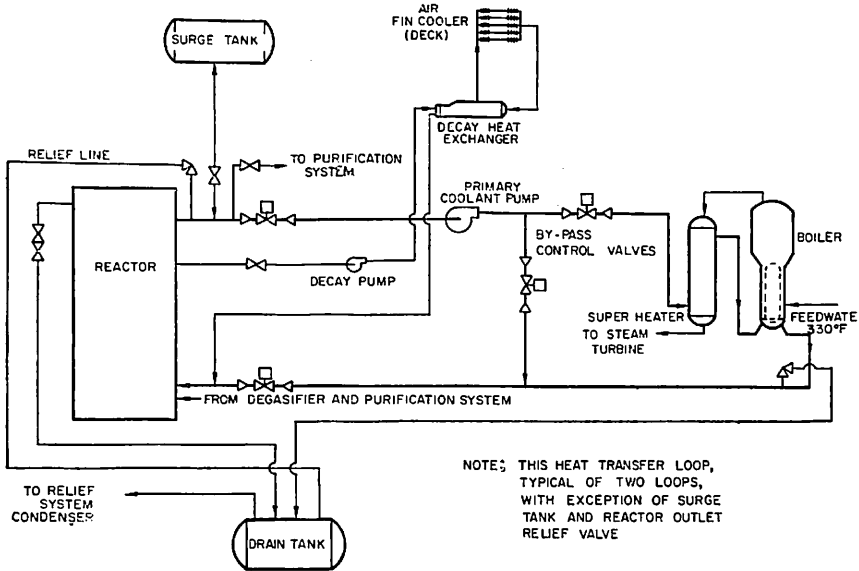 AIR
FIN COOLER
(DECK)
SURGE TANK
DECAY HEAT
EXCHANGER
RELIEF LINE
TO PURIFICATION
SYSTEM
PRIMARY
COOLANT PUMP
REACTOR
DECAY PUMP
BY-PASS
CONTROL VALVES
BOILER
SUPER HEATER
FEEDWATE
330°F
TO STEAM
TURBINE
FROM DEGASIFIER AND PURIFICATION SYSTEM
NOTE: THIS HEAT TRANSFER LOOP,
TYPICAL OF TWO LOOPS,
WITH EXCEPTION OF SURGE
TANK AND REACTOR OUTLET
RELIEF VALVE
TO RELIEF
SYSTEM
CONDENSER
DRAIN TANK